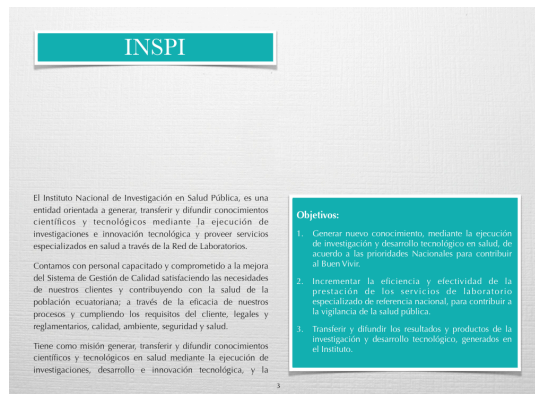 INSPI
El Instituto Nacional de Investigación en Salud Pública, es una
entidad orientada a generar, transferir y difundir conocimientos
científicos y tecnológicos mediante la ejecución de
investigaciones e innovación tecnológica y proveer servicios
especializados en salud a través de la Red de Laboratorios.
Contamos con personal capacitado y comprometido a la mejora
del Sistema de Gestión de Calidad satisfaciendo las necesidades
de nuestros clientes y contribuyendo con la salud de la
población ecuatoriana; a través de la eficacia de nuestros
procesos y cumpliendo los requisitos del cliente, legales y
reglamentarios, calidad, ambiente, seguridad y salud.
Tiene como misión generar, transferir y difundir conocimientos
científicos y tecnológicos en salud mediante la ejecución de
investigaciones, desarrollo e innovación tecnológica, y la
Objetivos:
1. Generar nuevo conocimiento, mediante la ejecución
de investigación y desarrollo tecnológico en salud, de
acuerdo a las prioridades Nacionales para contribuir
al Buen Vivir.
2. Incrementar la eficiencia y efectividad de la
prestación de los servicios de laboratorio
especializado de referencia nacional, para contribuir a
la vigilancia de la salud pública.
3. Transferir y difundir los resultados y productos de la
investigación y desarrollo tecnológico, generados en
el Instituto.
3